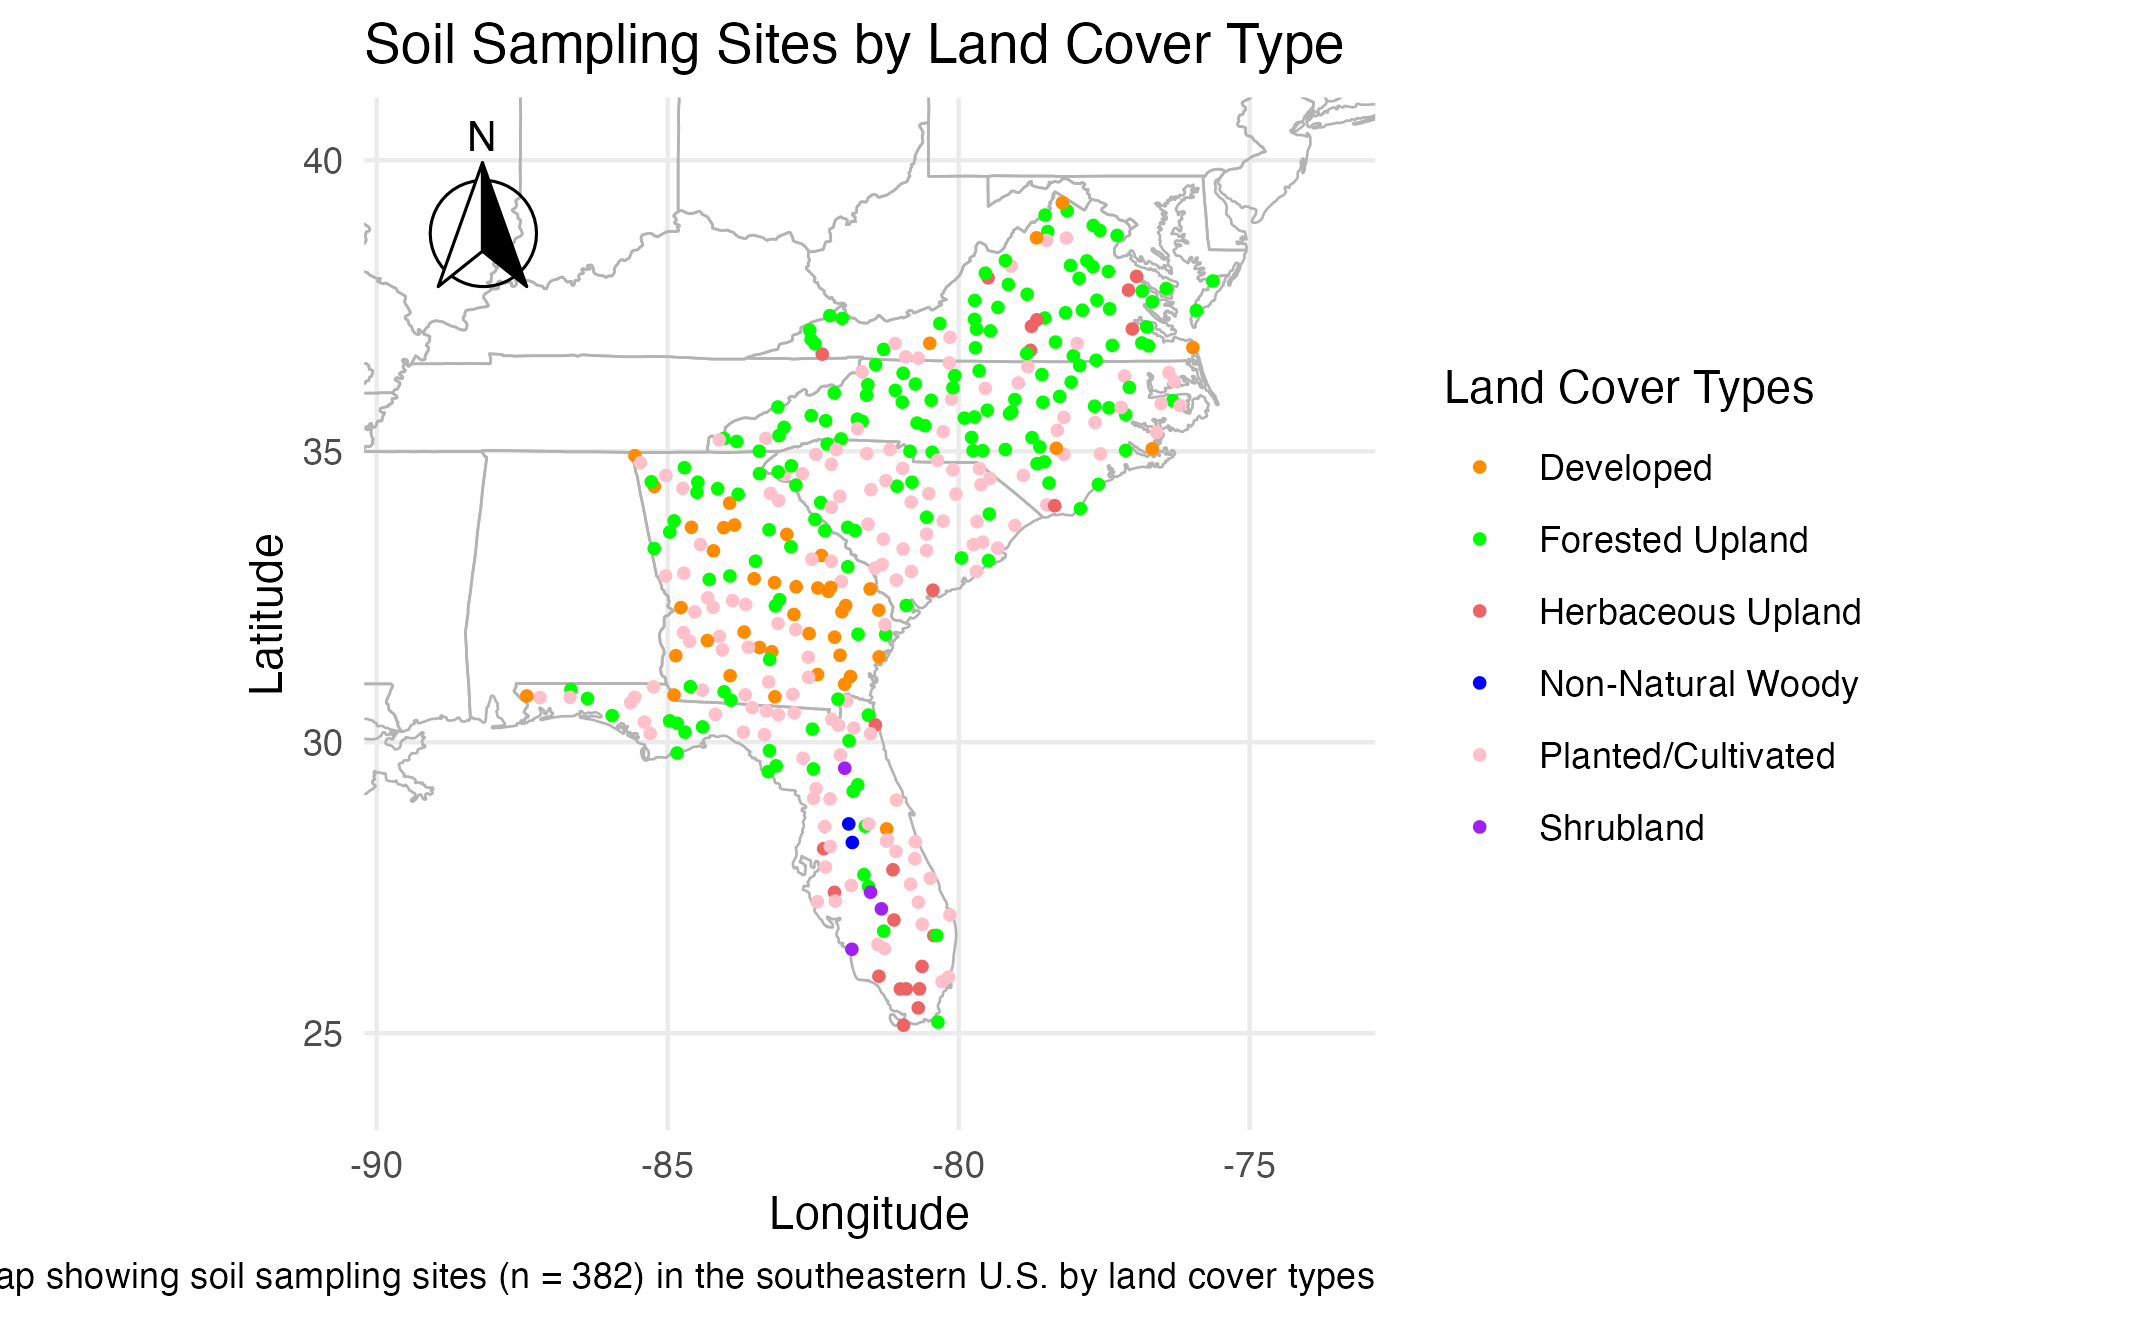 Soil Sampling Sites by Land Cover Type
N
40
35
30
25
Latitude
-90
-85
-80
-75
Longitude
Land Cover Types
Developed
Forested Upland
Herbaceous Upland
Non-Natural Woody
Planted/Cultivated
Shrubland
ap showing soil sampling sites (n = 382) in the southeastern U.S. by land cover types